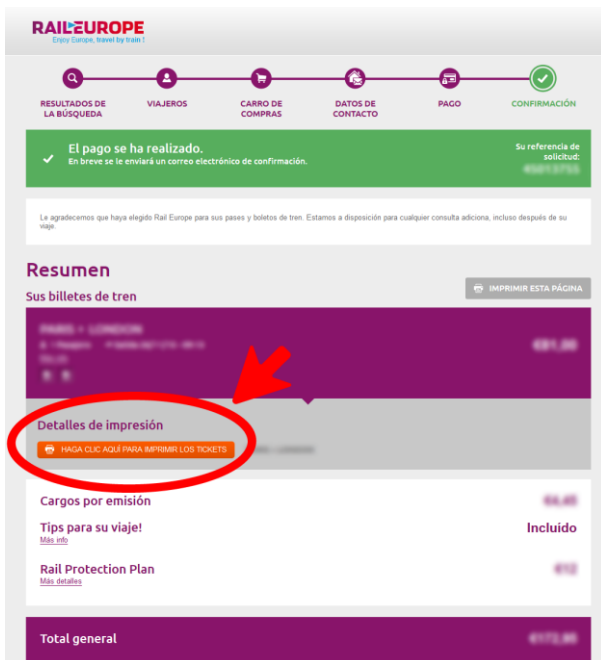 RAIL EUROPE
Enjoy Europe, travel by train !
RESULTADOS DE
LA BÚSQUEDA
VIAJEROS
CARRO DE
COMPRAS
DATOS DE
CONTACTO
PAGO
CONFIRMACIÓN
El pago se ha realizado.
En breve se le enviará un correo electrónico de confirmación.
Su referencia de
solicitud:
Le agradecemos que haya elegido Rail Europe para sus pases y boletos de tren. Estamos a disposición para cualquier consulta adiciona, incluso después de su
viaje.
Resumen
Sus billetes de tren
IMPRIMIR ESTA PÁGINA
PARIS
LONDON
€81,00
Detalles de impresión
HAGA CLIC AQUÍ PARA IMPRIMIR LOS TICKETS
Cargos por emisión
Tips para su viaje!
Incluido
Más info
Rail Protection Plan
€12
Más detalles
Total general